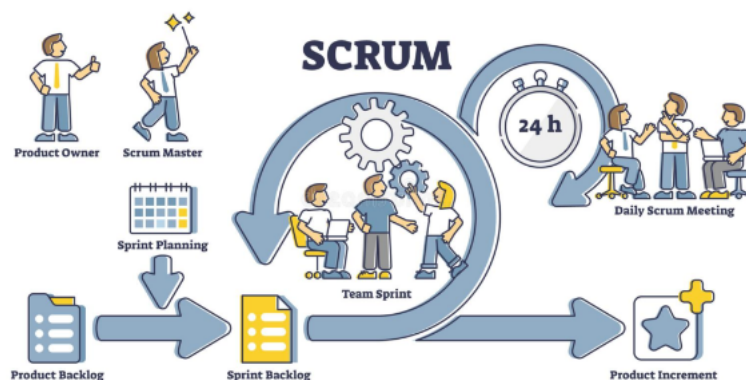 SCRUM
Product Owner
Scrum Master
24 h
Sprint Planning
Team Sprint
Daily Scrum Meeting
Product Backlog
Sprint Backlog
Product Increment